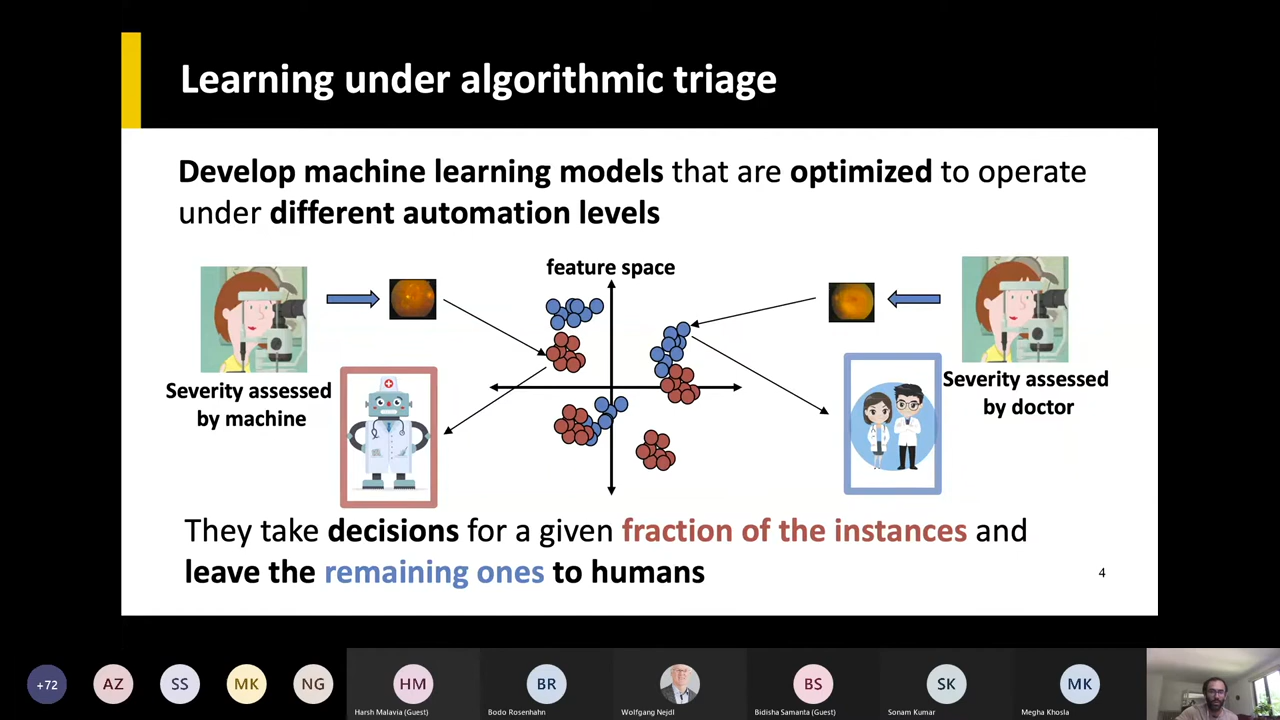 Learning under algorithmic triage
Develop machine learning models that are optimized to operate
under different automation levels
feature space
Severity assessed
by machine
Severity assessed
by doctor
They take decisions for a given fraction of the instances and
leave the remaining ones to humans
4
+72
AZ
SS
MK
NG
HM
Harsh Malavia (Guest)
BR
Bodo Rosenhahn
Wolfgang Nejdl
BS
Bidisha Samanta (Guest)
SK
Sonam Kumar
MK
Megha Khosla